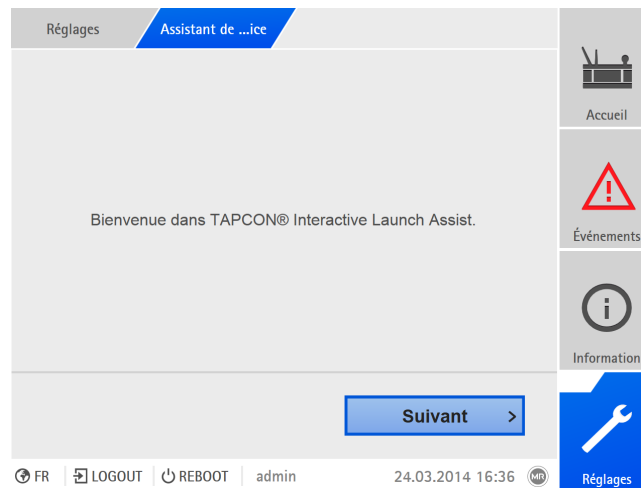 Réglages
Assistant de ...ice
Accueil
Événements
Bienvenue dans TAPCON® Interactive Launch Assist.
Information
Suivant >
FR LOGOUT REBOOT admin 24.03.2014 16:36 MR
Réglages